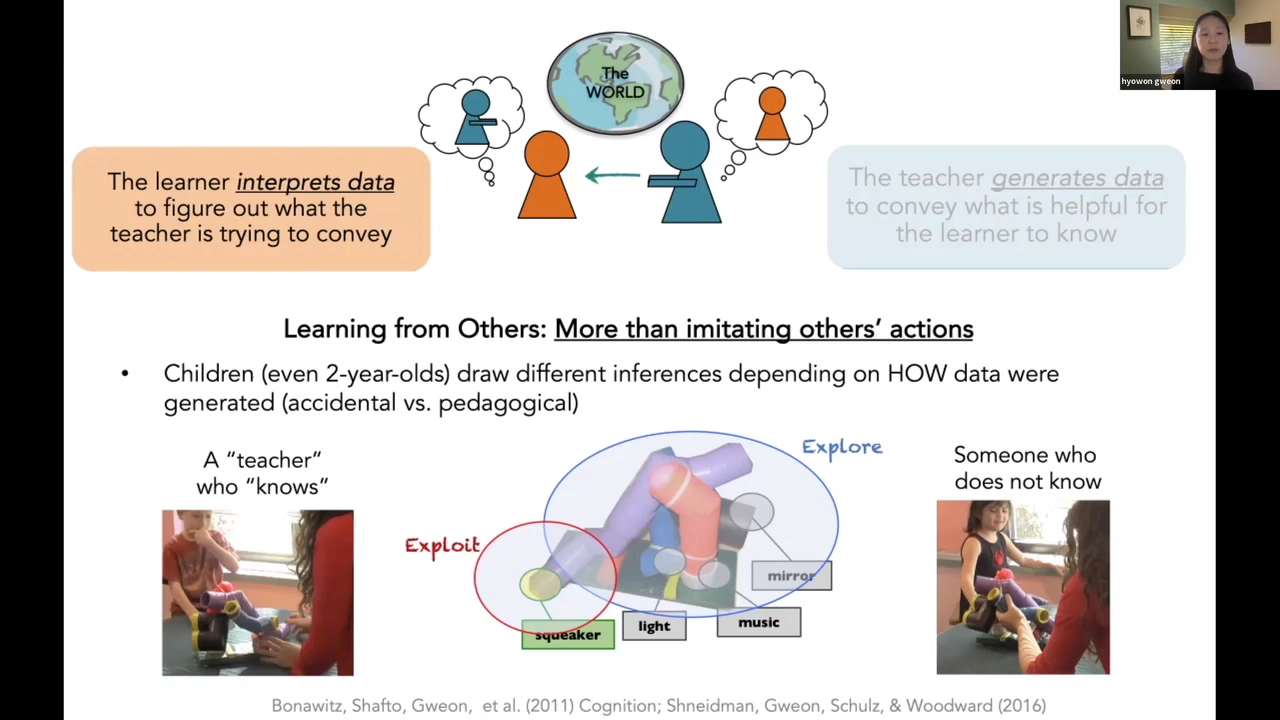 hyowon gweon
The
WORLD
The learner interprets data
to figure out what the
teacher is trying to convey
The teacher generates data
to convey what is helpful for
the learner to know
Learning from Others: More than imitating others' actions
• Children (even 2-year-olds) draw different inferences depending on HOW data were
generated (accidental vs. pedagogical)
A “teacher”
who “knows”
Exploit
Explore
squeaker
light
music
mirror
Someone who
does not know
Bonawitz, Shafto, Gweon, et al. (2011) Cognition; Shneidman, Gweon, Schulz, & Woodward (2016)